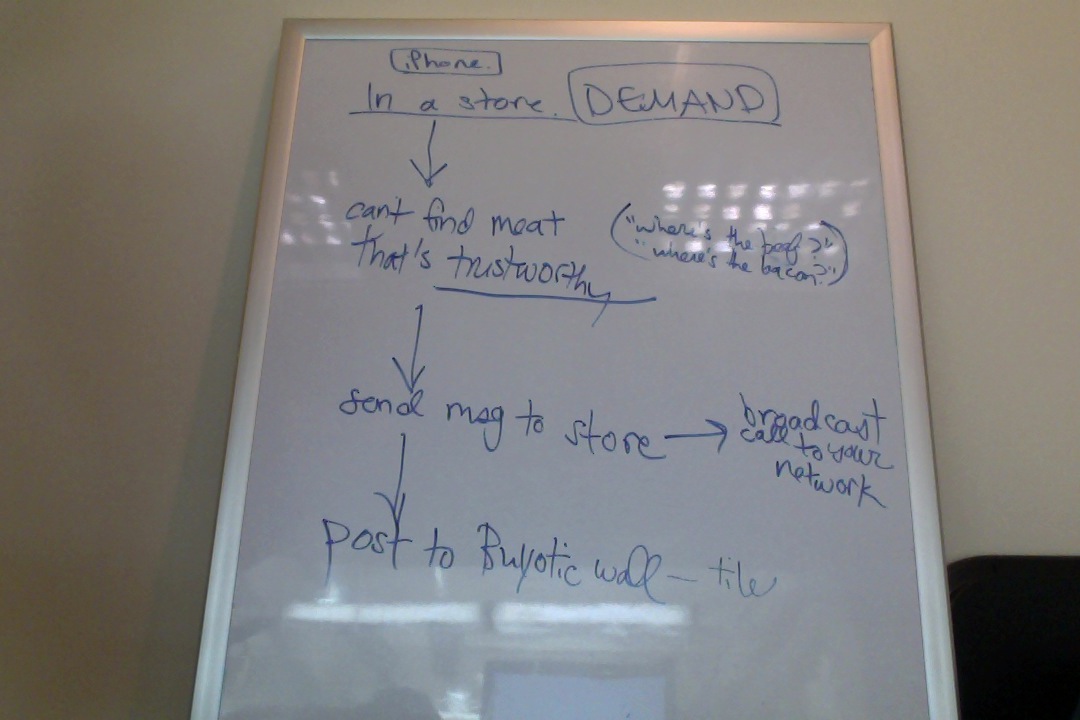 iPhone.
In a store. DEMAND
can't find meat
that's trustworthy
("where's the beef?"
"where's the bacon?")
send msg to store → broadcast
call to your
network
post to Buyotic wall - tile